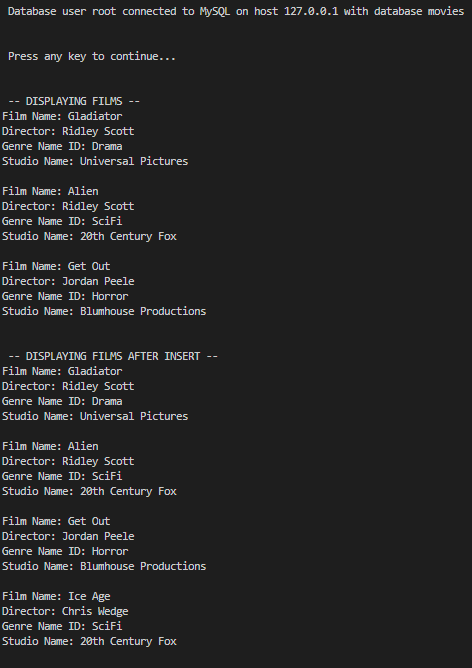 Database user root connected to MySQL on host 127.0.0.1 with database movies
Press any key to continue...
-- DISPLAYING FILMS --
Film Name: Gladiator
Director: Ridley Scott
Genre Name ID: Drama
Studio Name: Universal Pictures
Film Name: Alien
Director: Ridley Scott
Genre Name ID: SciFi
Studio Name: 20th Century Fox
Film Name: Get Out
Director: Jordan Peele
Genre Name ID: Horror
Studio Name: Blumhouse Productions
-- DISPLAYING FILMS AFTER INSERT --
Film Name: Gladiator
Director: Ridley Scott
Genre Name ID: Drama
Studio Name: Universal Pictures
Film Name: Alien
Director: Ridley Scott
Genre Name ID: SciFi
Studio Name: 20th Century Fox
Film Name: Get Out
Director: Jordan Peele
Genre Name ID: Horror
Studio Name: Blumhouse Productions
Film Name: Ice Age
Director: Chris Wedge
Genre Name ID: SciFi
Studio Name: 20th Century Fox